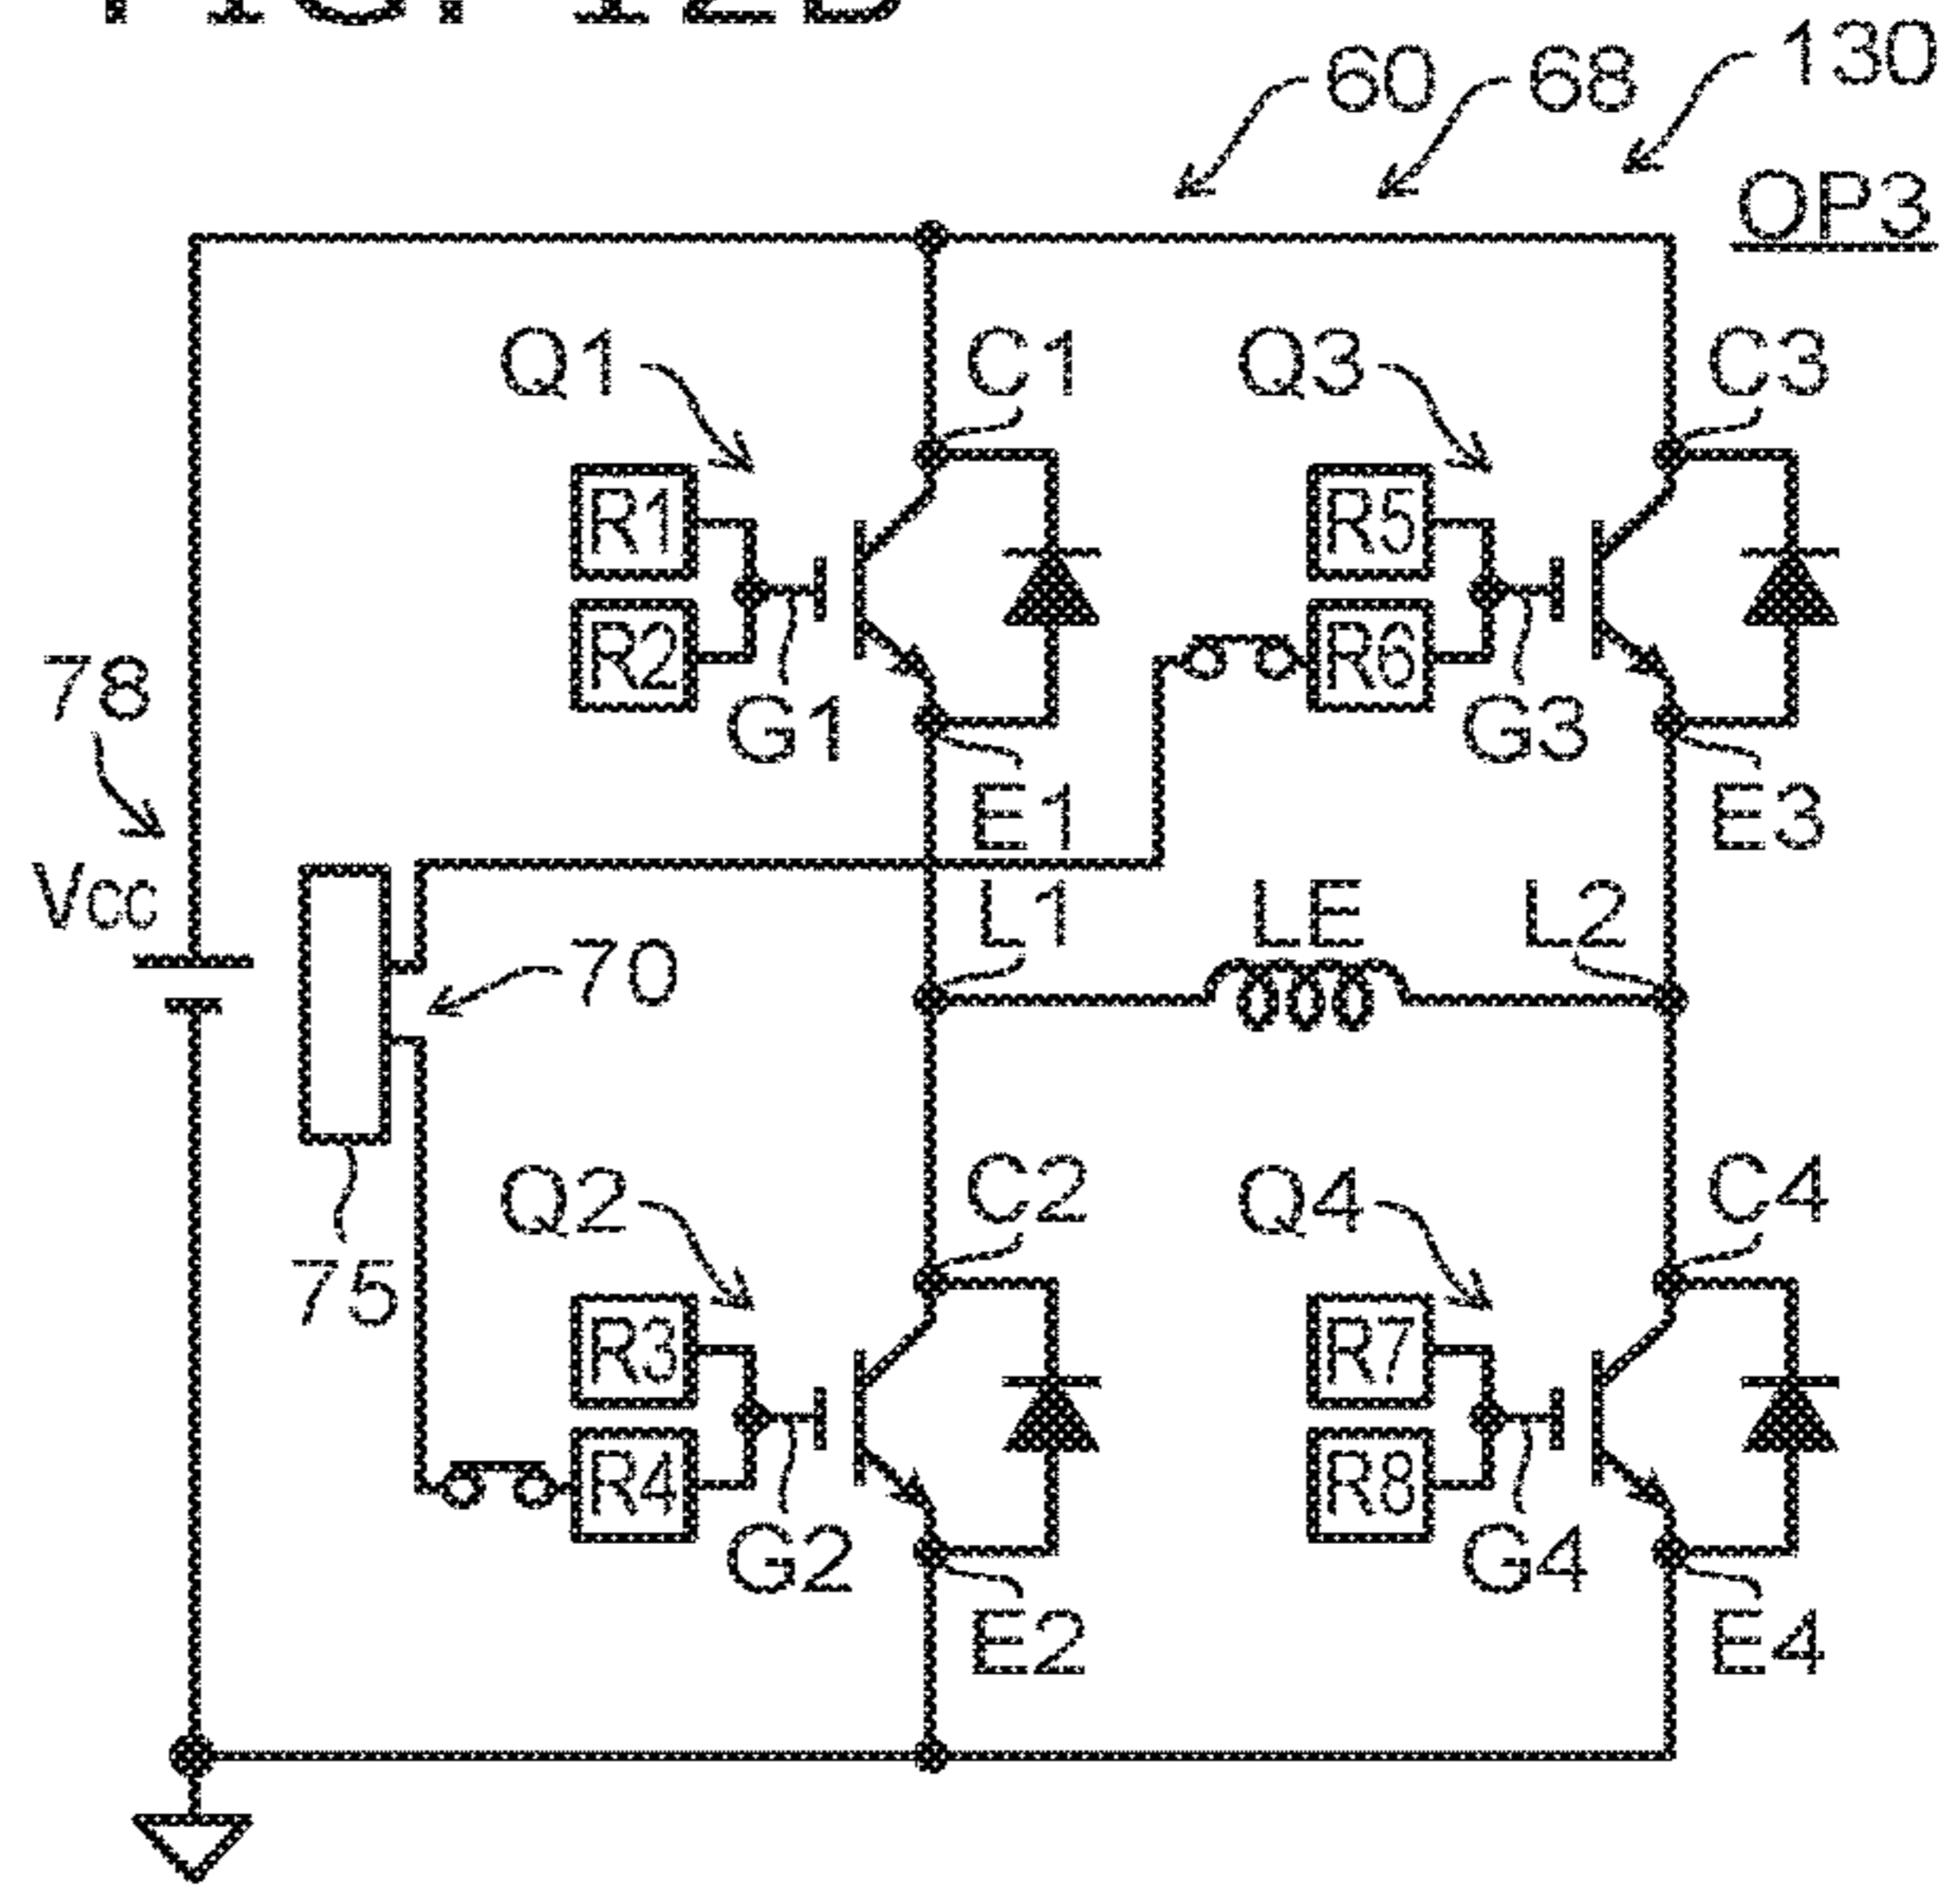 60 68 130
OP3
Q1 C1 Q3 C3
R1 R5
R2 R6
78 G1 G3
E1 E3
Vcc
L1 LE L2
70
Q2 C2 Q4 C4
75
R3 R7
R4 R8
G2 G4
E2 E4